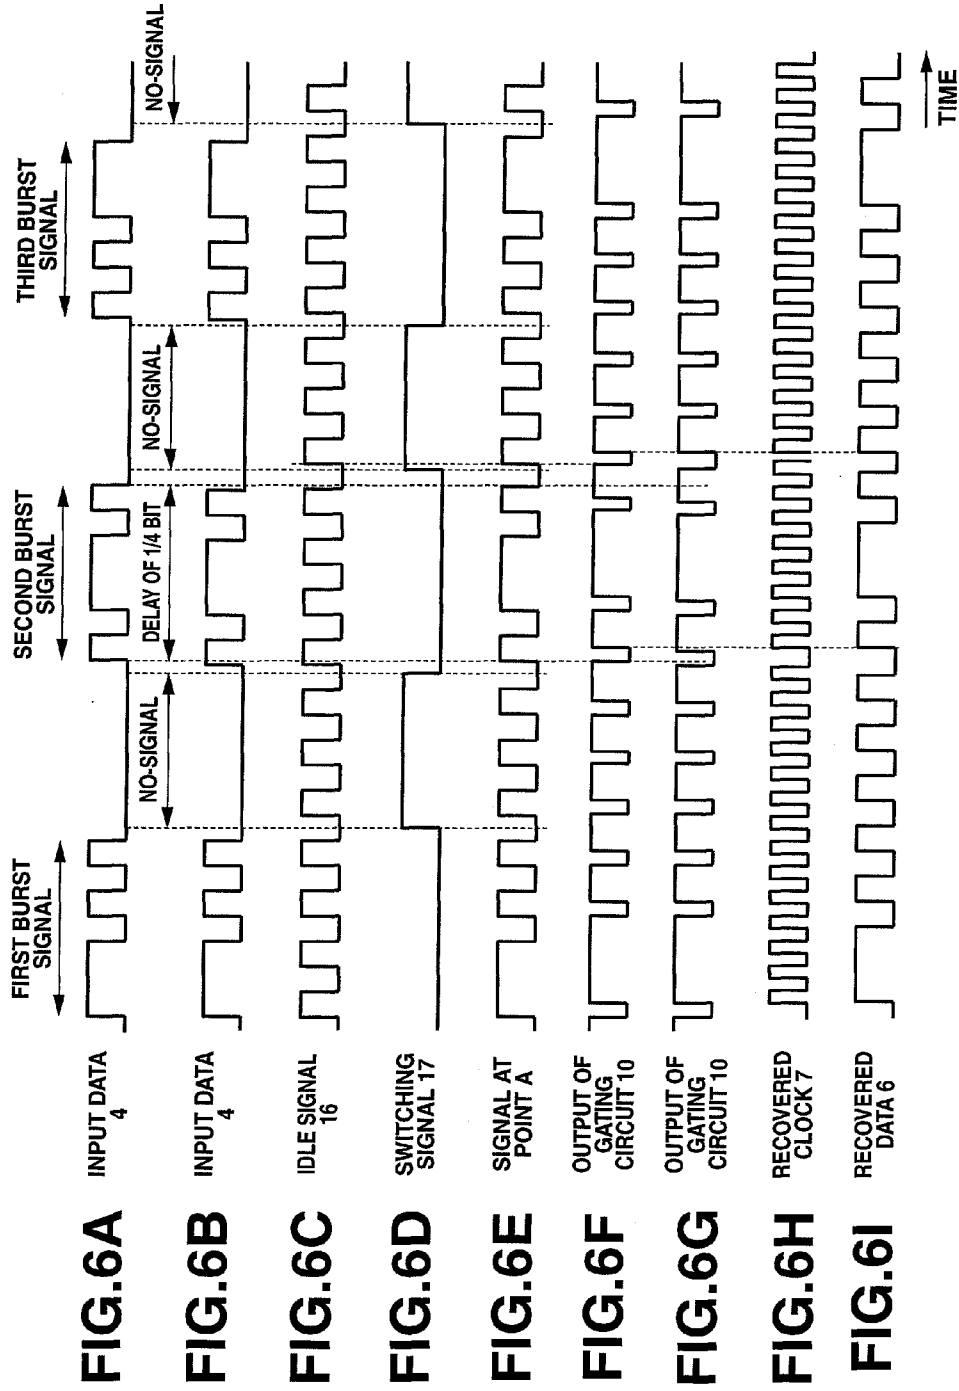 FIRST BURST
SIGNAL
SECOND BURST
SIGNAL
THIRD BURST
SIGNAL
FIG.6A
INPUT DATA
4
NO-SIGNAL
DELAY OF 1/4 BIT
NO-SIGNAL
NO-SIGNAL
FIG.6B
INPUT DATA
4
FIG.6C
IDLE SIGNAL
16
FIG.6D
SWITCHING
SIGNAL 17
FIG.6E
SIGNAL AT
POINT A
FIG.6F
OUTPUT OF
GATING
CIRCUIT 10
FIG.6G
OUTPUT OF
GATING
CIRCUIT 10
FIG.6H
RECOVERED
CLOCK 7
FIG.6I
RECOVERED
DATA 6
TIME